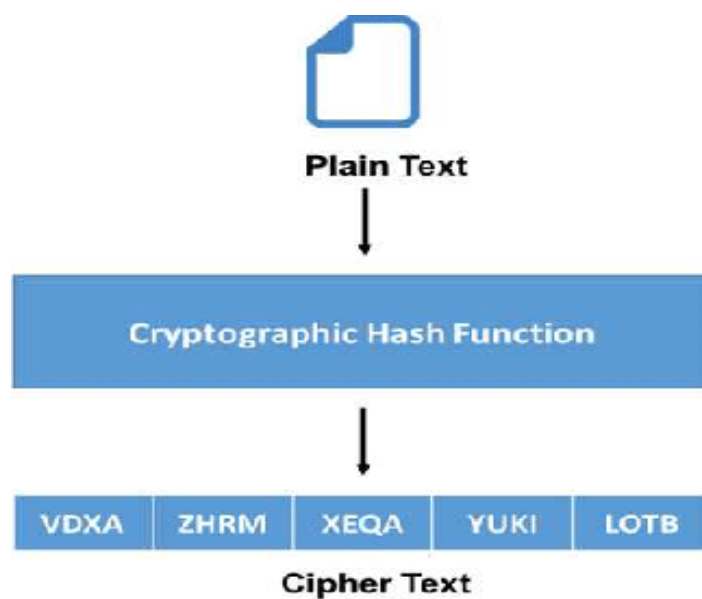 Plain Text
Cryptographic Hash Function
VDXA ZHRM XEQA YUKI LOTB
Cipher Text